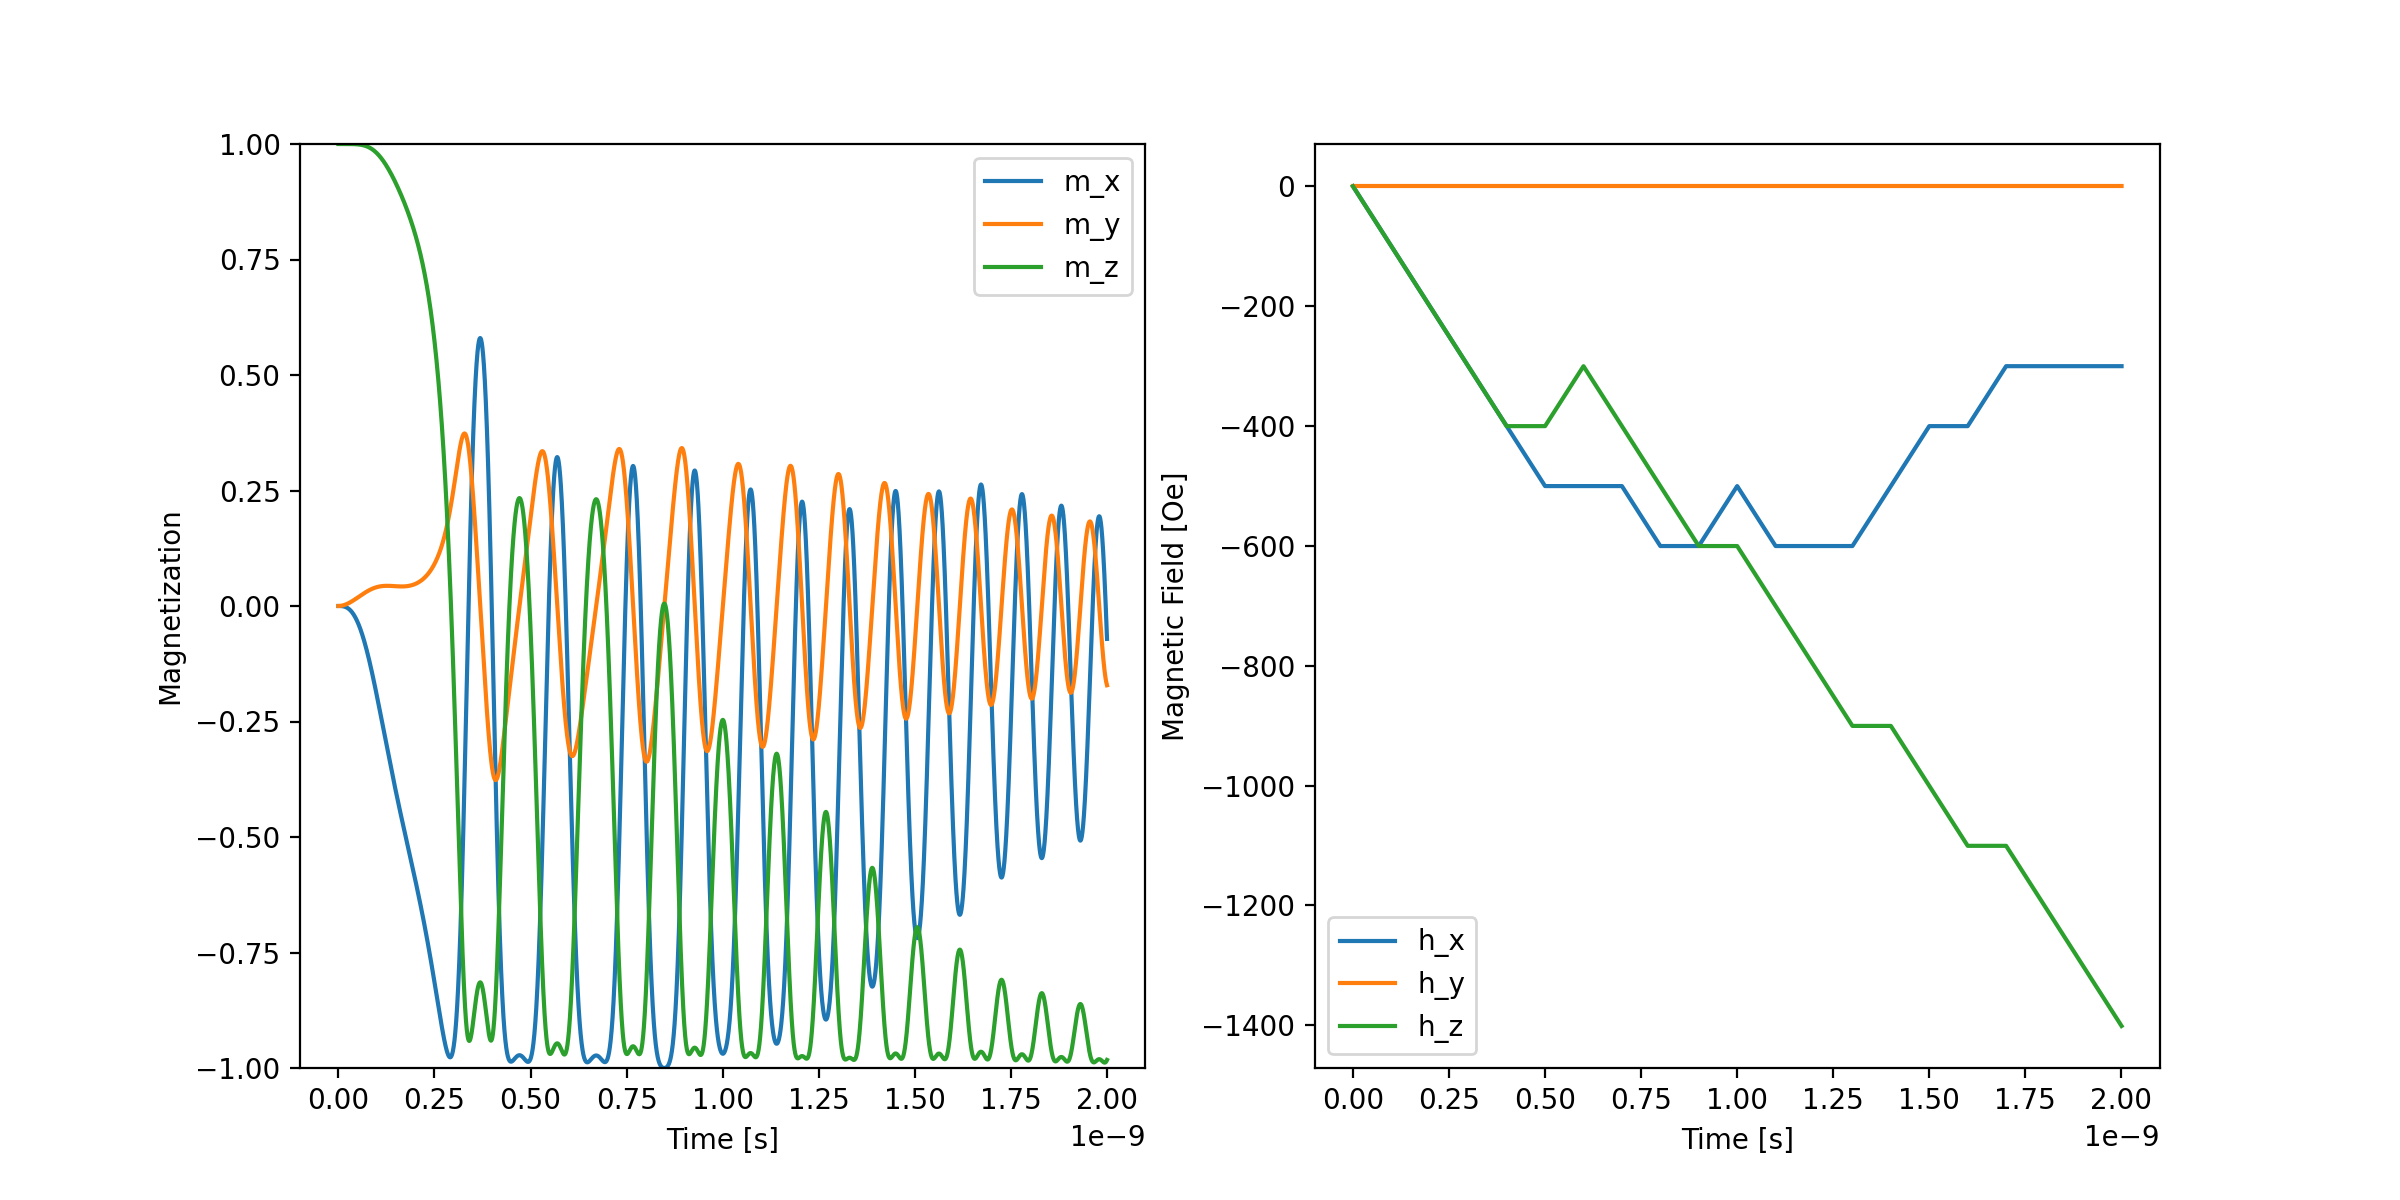 1.00
0.75
0.50
0.25
0.00
−0.25
−0.50
−0.75
−1.00
Magnetization
m_x
m_y
m_z
0.00 0.25 0.50 0.75 1.00 1.25 1.50 1.75 2.00
Time [s]
1e−9
0
−200
−400
−600
−800
−1000
−1200
−1400
Magnetic Field [Oe]
h_x
h_y
h_z
0.00 0.25 0.50 0.75 1.00 1.25 1.50 1.75 2.00
Time [s]
1e−9